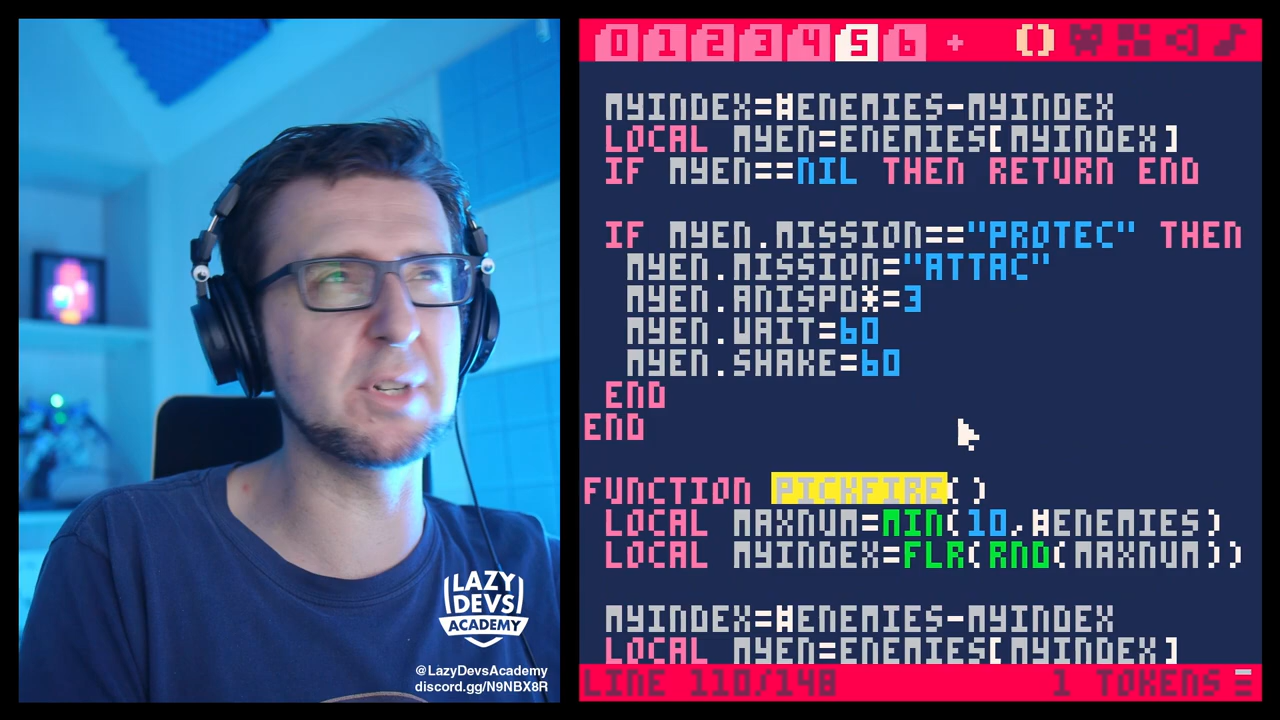 0 1 2 3 4 5 6 + ()
MYINDEX=#ENEMIES-MYINDEX
LOCAL MYEN=ENEMIES[MYINDEX]
IF MYEN==NIL THEN RETURN END
IF MYEN.MISSION=="PROTEC" THEN
MYEN.MISSION="ATTAC"
MYEN.ANISPD*=3
MYEN.WAIT=60
MYEN.SHAKE=60
END
END
FUNCTION PICKFIRE()
LOCAL MAXNUM=MIN(10,#ENEMIES)
LOCAL MYINDEX=FLR(RND(MAXNUM))
MYINDEX=#ENEMIES-MYINDEX
LOCAL MYEN=ENEMIES[MYINDEX]
LINE 110/148 1 TOKENS
LAZY
DEVS
ACADEMY
@LazyDevsAcademy
discord.gg/N9NBX8R